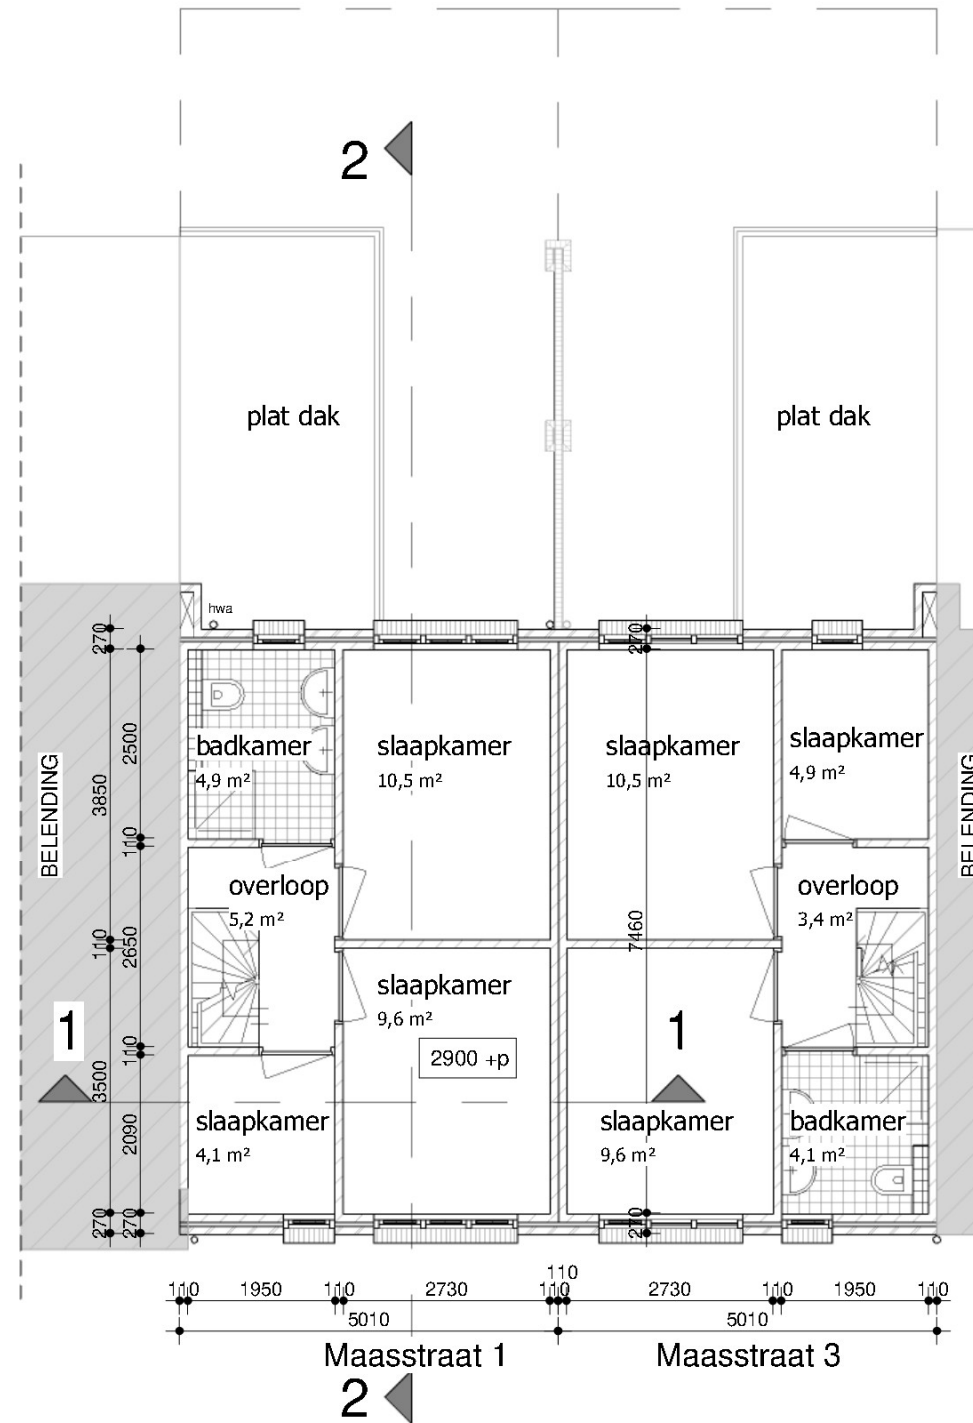 2
plat dak
plat dak
hwa
270
270
2500
3850
110
badkamer
4,9 m²
slaapkamer
10,5 m²
slaapkamer
10,5 m²
slaapkamer
4,9 m²
BELENDING
BELENDING
overloop
5,2 m²
overloop
3,4 m²
110
2650
7460
slaapkamer
9,6 m²
2900 +p
1
1
110
3500
2090
slaapkamer
4,1 m²
slaapkamer
9,6 m²
badkamer
4,1 m²
270
270
270
110
1950
110
2730
110
110
2730
110
1950
110
5010
5010
Maasstraat 1
Maasstraat 3
2